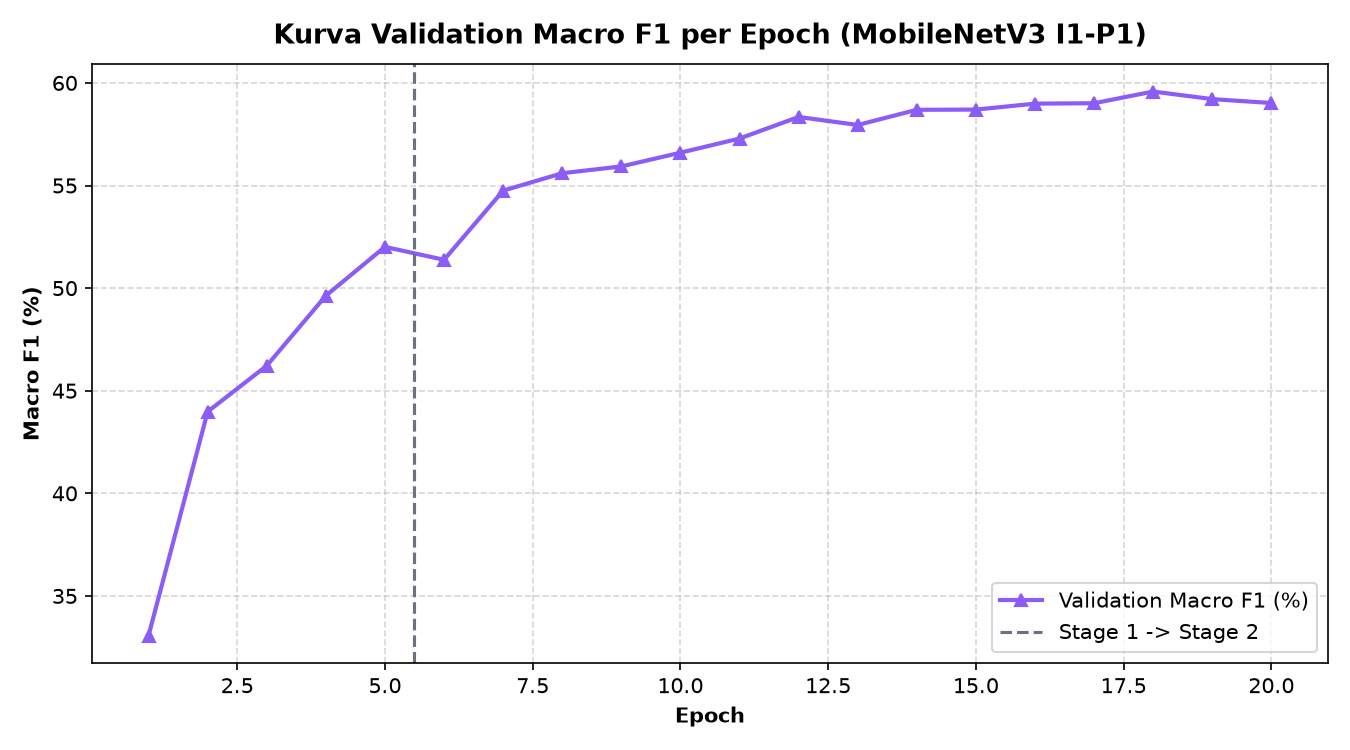 Kurva Validation Macro F1 per Epoch (MobileNetV3 I1-P1)
Macro F1 (%)
60
55
50
45
40
35
Validation Macro F1 (%)
Stage 1 -> Stage 2
2.5 5.0 7.5 10.0 12.5 15.0 17.5 20.0
Epoch